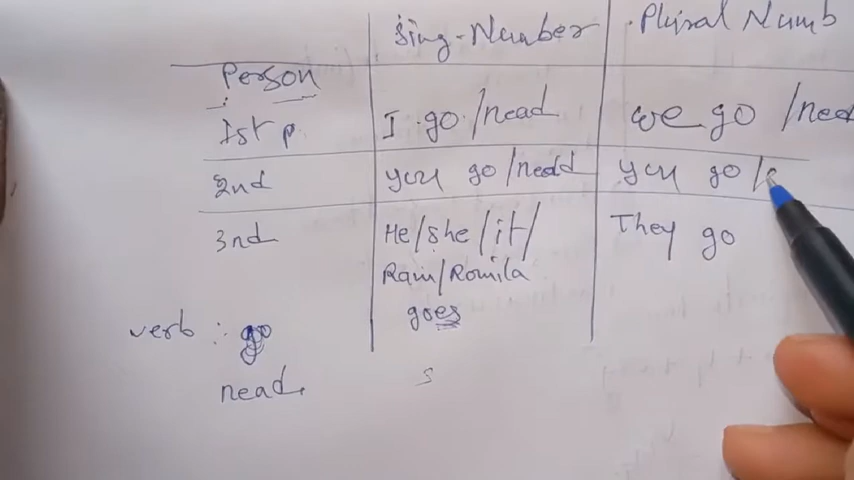 Sing-Number Plural Numb
Person
Ist p I go/read we go /read
2nd you go/read you go/
3rd He/she/it/ They go
Ram/Romila
goes
verb : go
read. s